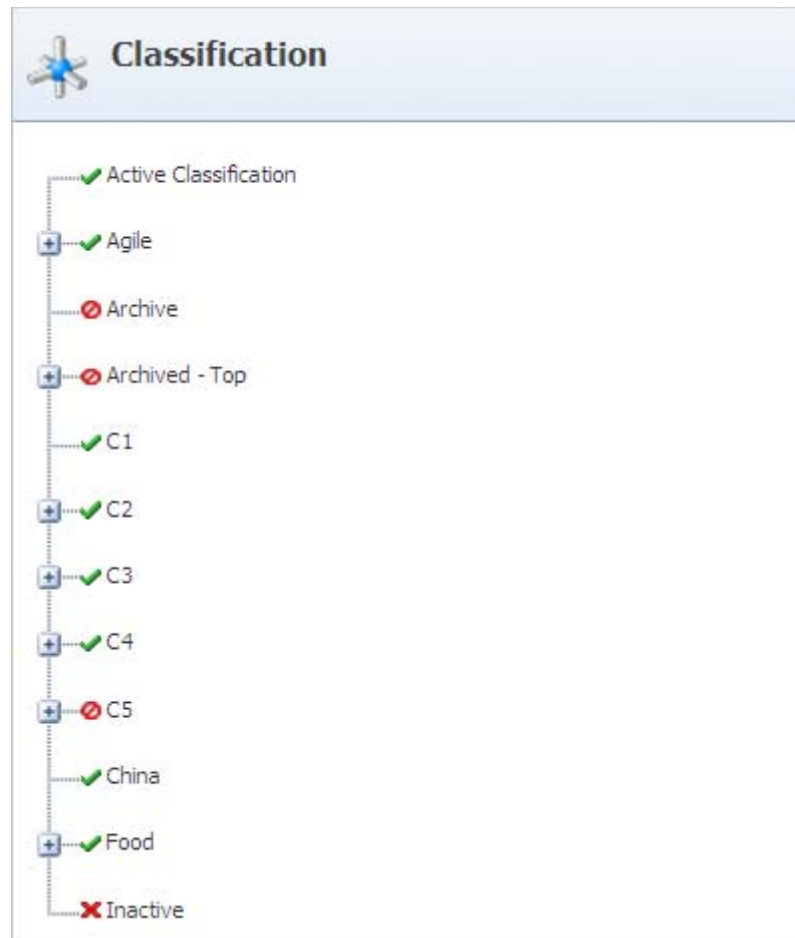 Classification
Active Classification
Agile
Archive
Archived - Top
C1
C2
C3
C4
C5
China
Food
Inactive